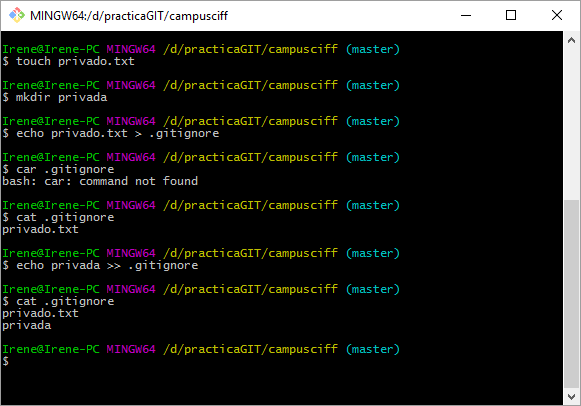 MINGW64:/d/practicaGIT/campusciff
Irene@Irene-PC MINGW64 /d/practicaGIT/campusciff (master)
$ touch privado.txt
Irene@Irene-PC MINGW64 /d/practicaGIT/campusciff (master)
$ mkdir privada
Irene@Irene-PC MINGW64 /d/practicaGIT/campusciff (master)
$ echo privado.txt > .gitignore
Irene@Irene-PC MINGW64 /d/practicaGIT/campusciff (master)
$ car .gitignore
bash: car: command not found
Irene@Irene-PC MINGW64 /d/practicaGIT/campusciff (master)
$ cat .gitignore
privado.txt
Irene@Irene-PC MINGW64 /d/practicaGIT/campusciff (master)
$ echo privada >> .gitignore
Irene@Irene-PC MINGW64 /d/practicaGIT/campusciff (master)
$ cat .gitignore
privado.txt
privada
Irene@Irene-PC MINGW64 /d/practicaGIT/campusciff (master)
$